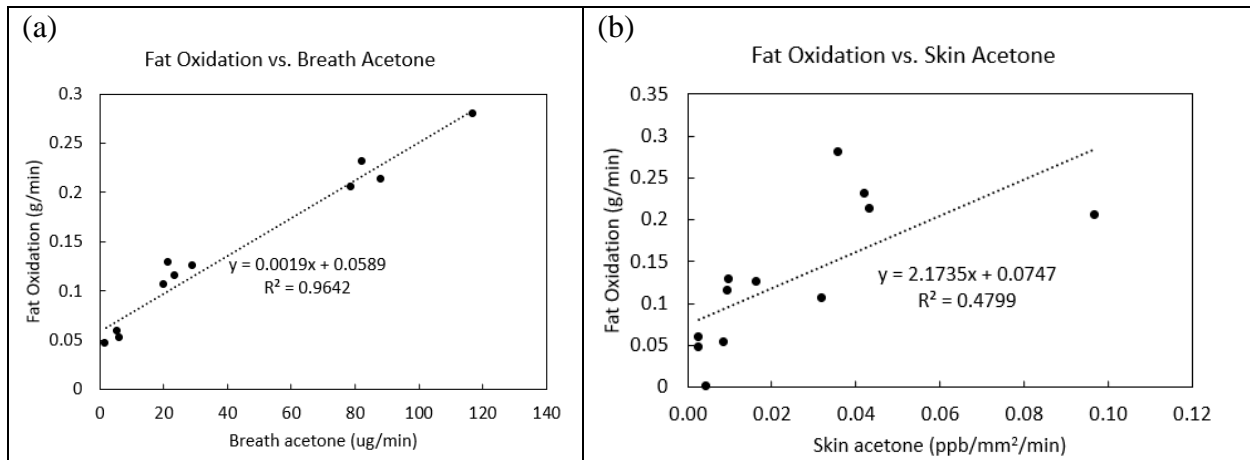 (a)
Fat Oxidation vs. Breath Acetone
Fat Oxidation (g/min)
0.3
0.25
0.2
0.15
0.1
0.05
0
y = 0.0019x + 0.0589
R² = 0.9642
0 20 40 60 80 100 120 140
Breath acetone (ug/min)
(b)
Fat Oxidation vs. Skin Acetone
Fat Oxidation (g/min)
0.35
0.3
0.25
0.2
0.15
0.1
0.05
0
y = 2.1735x + 0.0747
R² = 0.4799
0.00 0.02 0.04 0.06 0.08 0.10 0.12
Skin acetone (ppb/mm²/min)